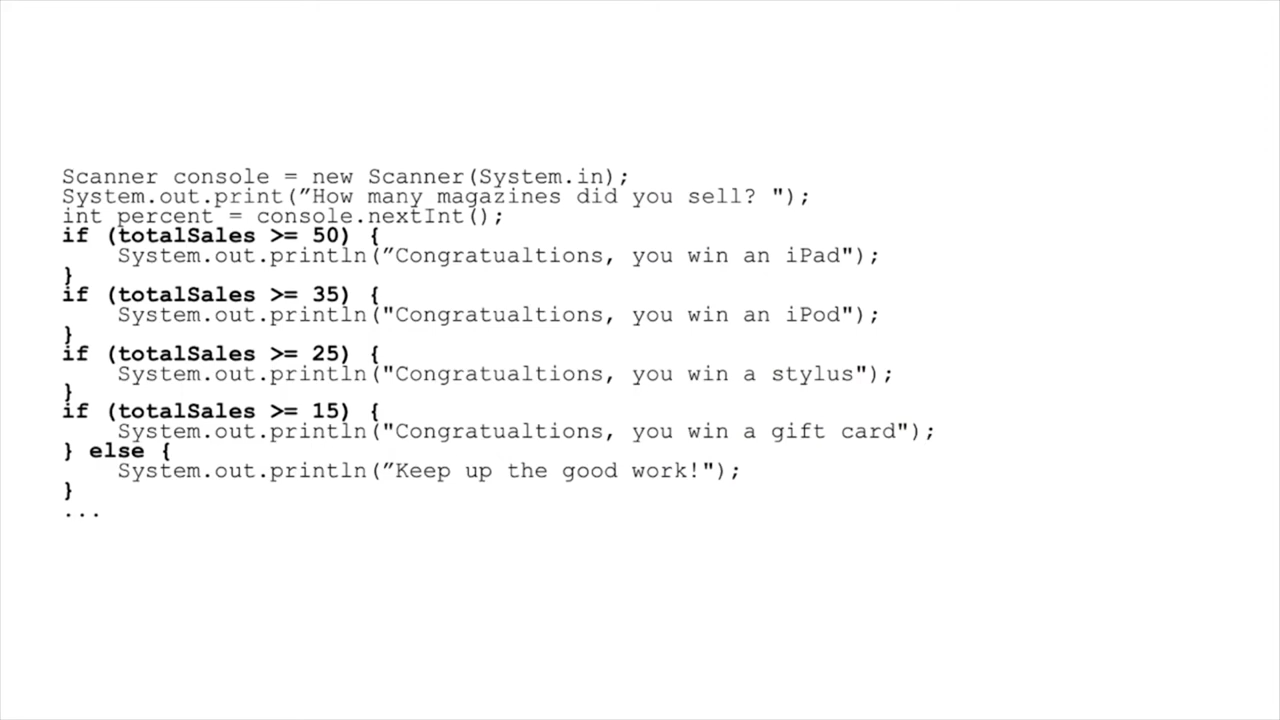 Scanner console = new Scanner(System.in);
System.out.print(”How many magazines did you sell? ");
int percent = console.nextInt();
if (totalSales >= 50) {
    System.out.println(”Congratualtions, you win an iPad");
}
if (totalSales >= 35) {
    System.out.println("Congratualtions, you win an iPod");
}
if (totalSales >= 25) {
    System.out.println("Congratualtions, you win a stylus");
}
if (totalSales >= 15) {
    System.out.println("Congratualtions, you win a gift card");
} else {
    System.out.println(”Keep up the good work!");
}
...